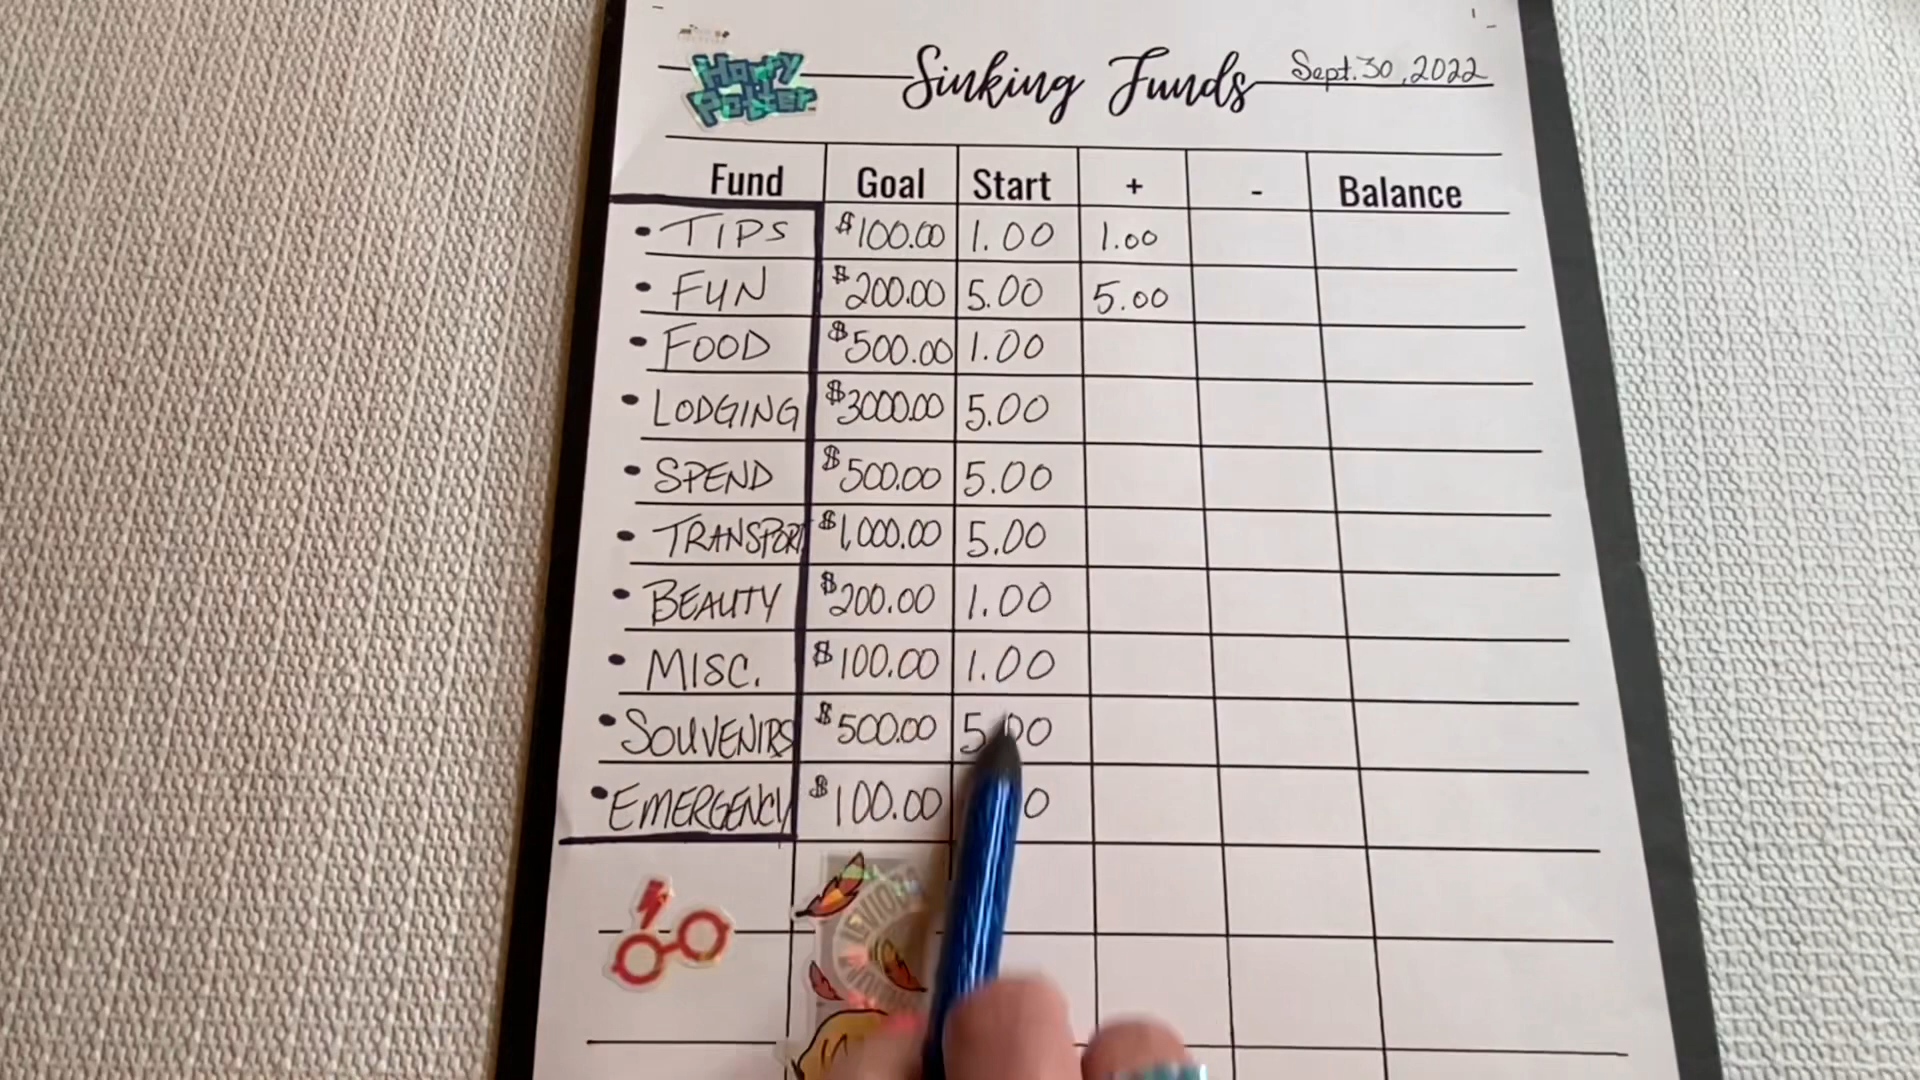 Harry Potter
Sinking Funds Sept. 30, 2022
Fund Goal Start + - Balance
• TIPS $100.00 1.00 1.00
• FUN $200.00 5.00 5.00
• FOOD $500.00 1.00
• LODGING $3000.00 5.00
• SPEND $500.00 5.00
• TRANSPORT $1,000.00 5.00
• BEAUTY $200.00 1.00
• MISC. $100.00 1.00
• SOUVENIRS $500.00 5.00
• EMERGENCY $100.00